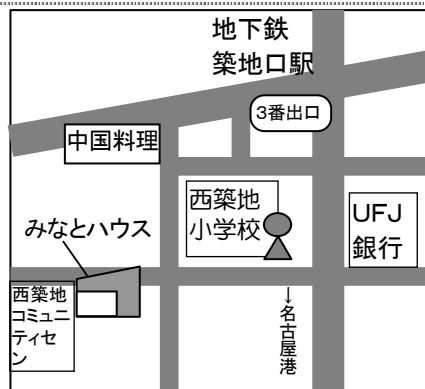 地下鉄
築地口駅
3番出口
中国料理
西築地
小学校
UFJ
銀行
みなとハウス
西築地
コミュニ
ティセ
ン
↓名古屋港